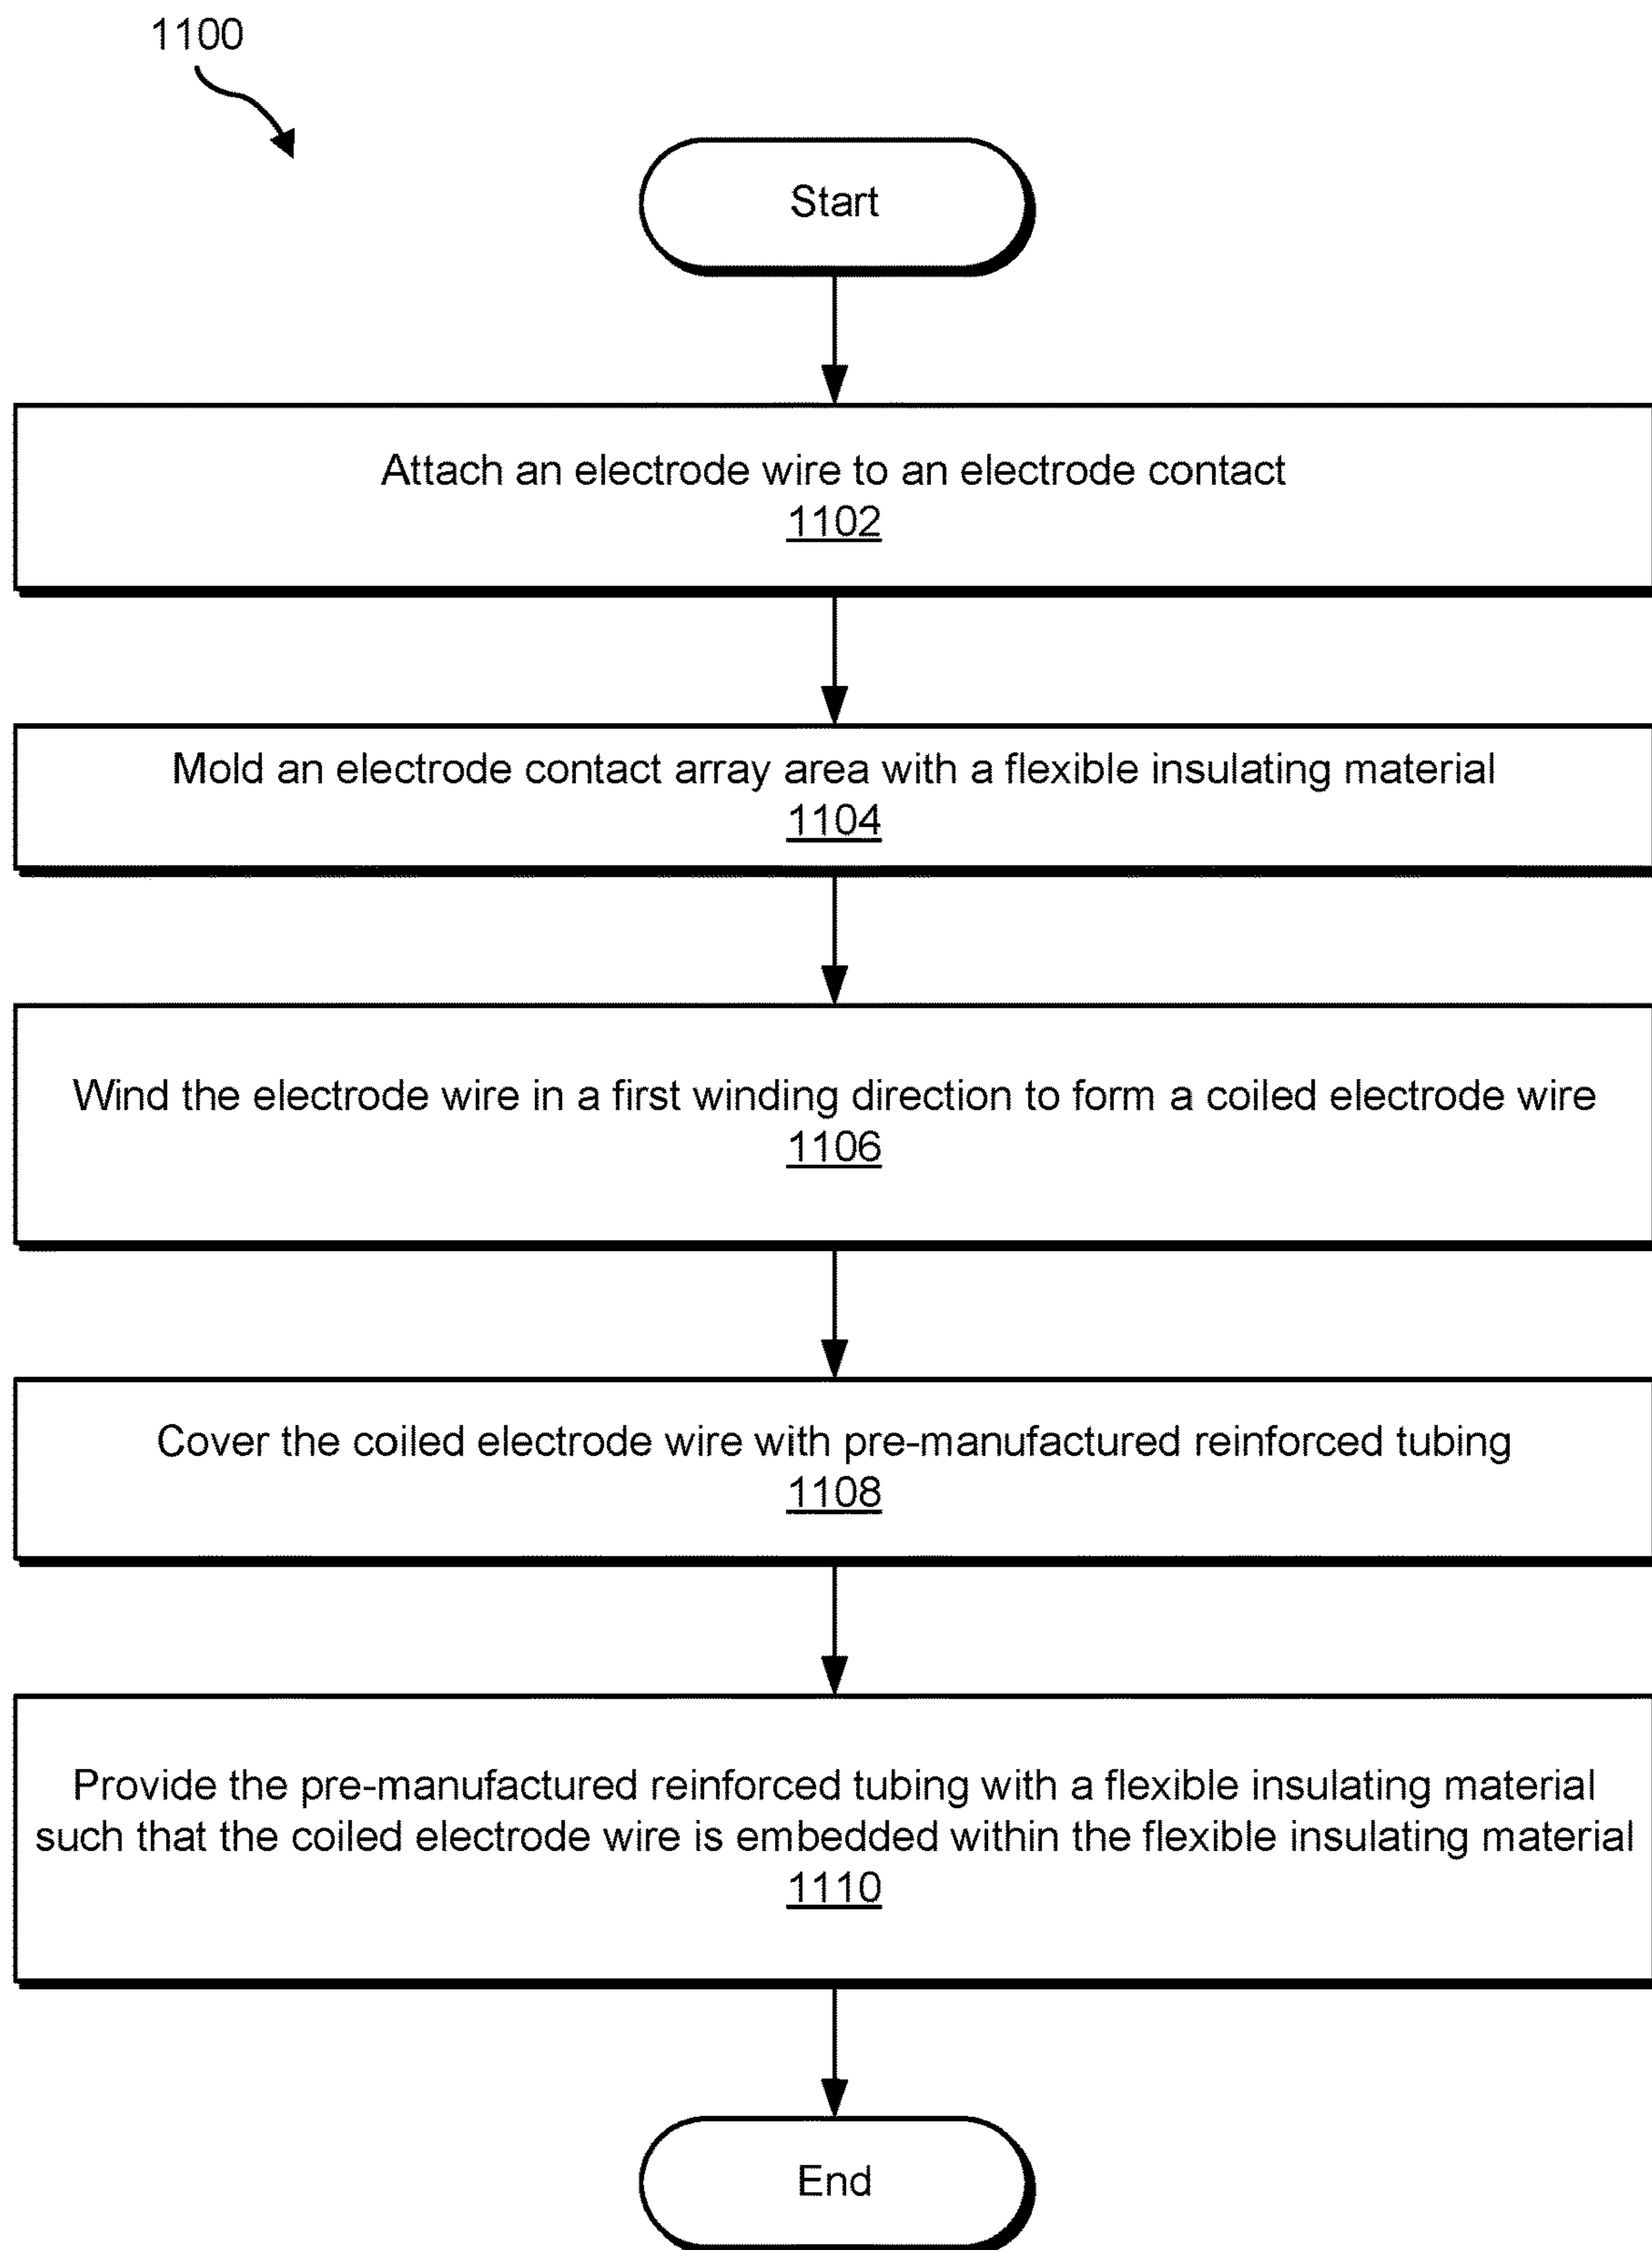 1100
Start
Attach an electrode wire to an electrode contact
1102
Mold an electrode contact array area with a flexible insulating material
1104
Wind the electrode wire in a first winding direction to form a coiled electrode wire
1106
Cover the coiled electrode wire with pre-manufactured reinforced tubing
1108
Provide the pre-manufactured reinforced tubing with a flexible insulating material
such that the coiled electrode wire is embedded within the flexible insulating material
1110
End